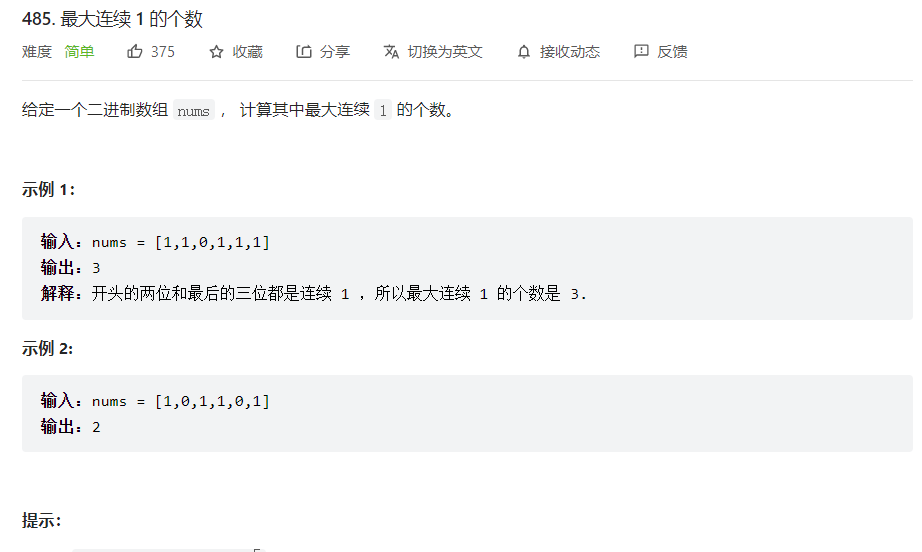 485. 最大连续 1 的个数
难度 简单 375 收藏 分享 切换为英文 接收动态 反馈
给定一个二进制数组 nums ， 计算其中最大连续 1 的个数。
示例 1：
输入：nums = [1,1,0,1,1,1]
输出：3
解释：开头的两位和最后的三位都是连续 1 ，所以最大连续 1 的个数是 3.
示例 2:
输入：nums = [1,0,1,1,0,1]
输出：2
提示：